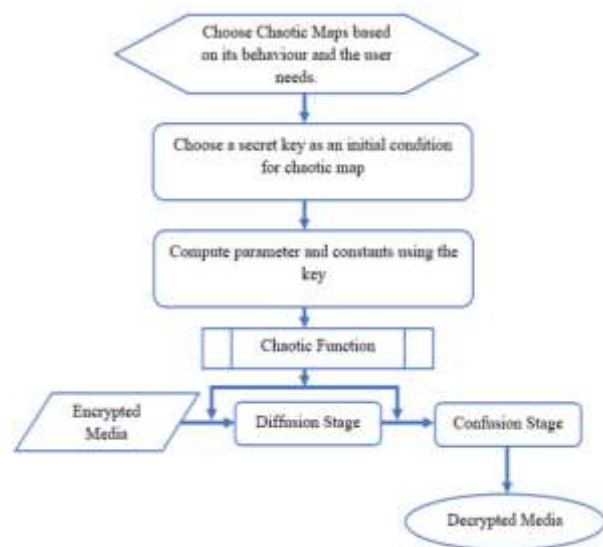 Choose Chaotic Maps based
on its behaviour and the user
needs.
Choose a secret key as an initial condition
for chaotic map
Compute parameter and constants using the
key
Chaotic Function
Encrypted
Media
Diffusion Stage
Confusion Stage
Decrypted Media